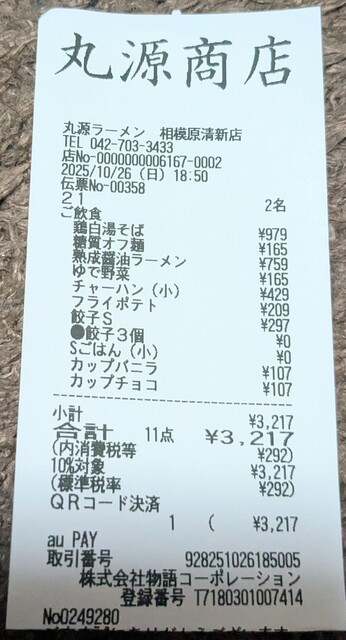 丸源商店
丸源ラーメン 相模原清新店
TEL 042-703-3433
店No-0000000006167-0002
2025/10/26 (日) 18:50
伝票No-00358
21 2名
ご飲食
鶏白湯そば ¥979
糖質オフ麺 ¥165
熟成醤油ラーメン ¥759
ゆで野菜 ¥165
チャーハン (小) ¥429
フライポテト ¥209
餃子S ¥297
●餃子3個 ¥0
Sごはん (小) ¥0
カップバニラ ¥107
カップチョコ ¥107
小計 ¥3,217
合計 11点 ¥3,217
(内消費税等 ¥292)
10%対象 ¥3,217
(標準税率 ¥292)
QRコード決済
1 ( ¥3,217
au PAY
取引番号 928251026185005
株式会社物語コーポレーション
登録番号 T7180301007414
No0249280